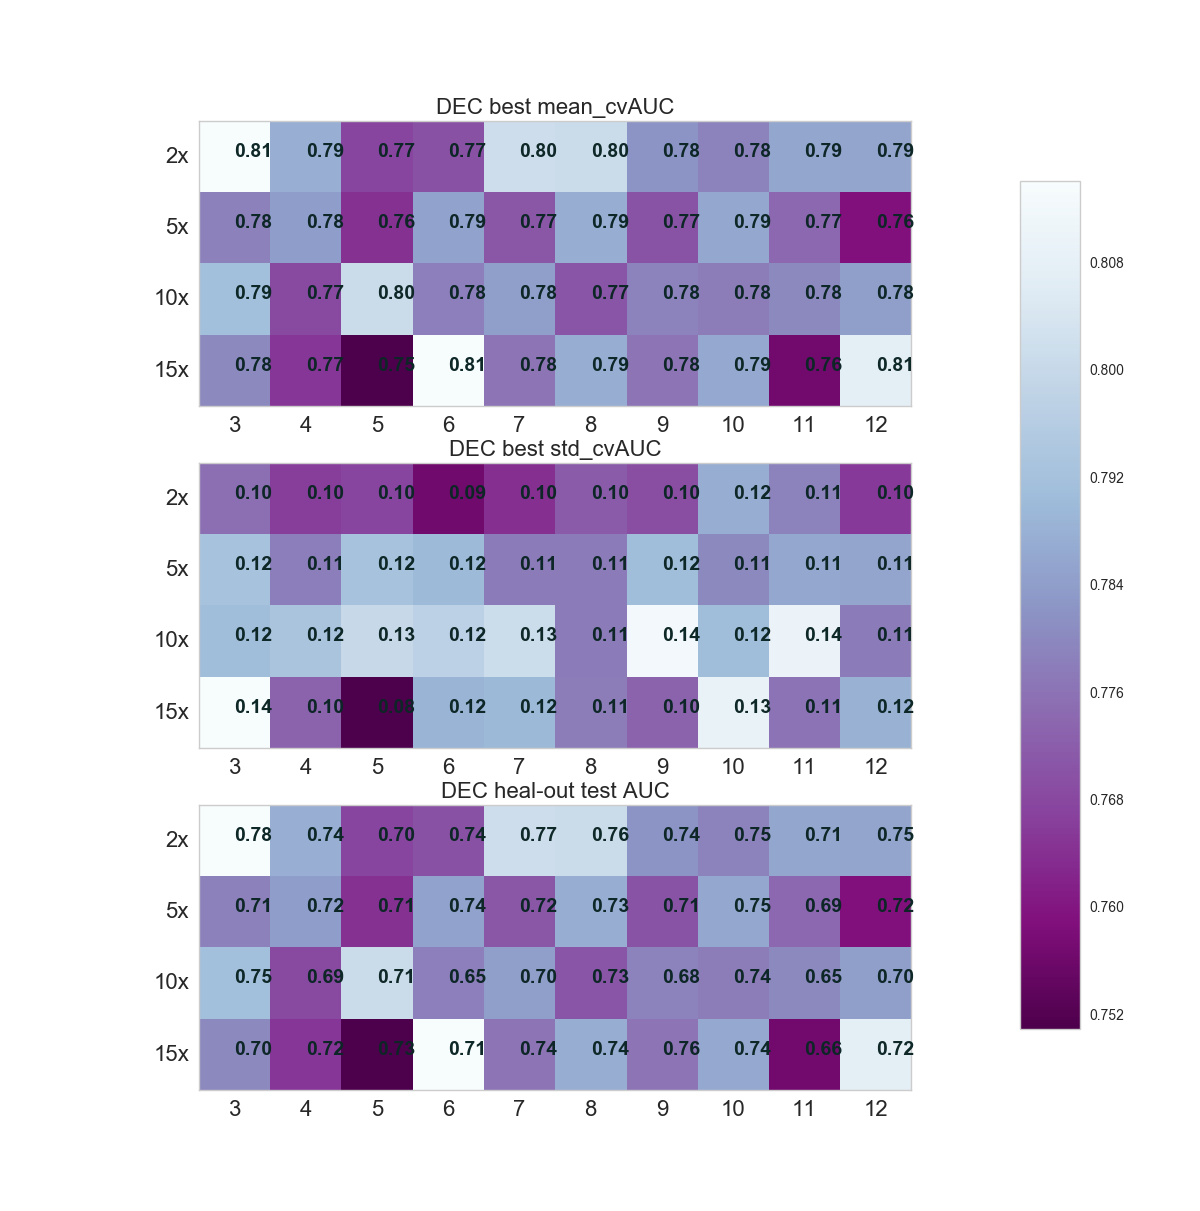 DEC best mean_cvAUC
2x 0.81 0.79 0.77 0.77 0.80 0.80 0.78 0.78 0.79 0.79
5x 0.78 0.78 0.76 0.79 0.77 0.79 0.77 0.79 0.77 0.76
10x 0.79 0.77 0.80 0.78 0.78 0.77 0.78 0.78 0.78 0.78
15x 0.78 0.77 0.75 0.81 0.78 0.79 0.78 0.79 0.76 0.81
3 4 5 6 7 8 9 10 11 12
DEC best std_cvAUC
2x 0.10 0.10 0.10 0.09 0.10 0.10 0.10 0.12 0.11 0.10
5x 0.12 0.11 0.12 0.12 0.11 0.11 0.12 0.11 0.11 0.11
10x 0.12 0.12 0.13 0.12 0.13 0.11 0.14 0.12 0.14 0.11
15x 0.14 0.10 0.08 0.12 0.12 0.11 0.10 0.13 0.11 0.12
3 4 5 6 7 8 9 10 11 12
DEC heal-out test AUC
2x 0.78 0.74 0.70 0.74 0.77 0.76 0.74 0.75 0.71 0.75
5x 0.71 0.72 0.71 0.74 0.72 0.73 0.71 0.75 0.69 0.72
10x 0.75 0.69 0.71 0.65 0.70 0.73 0.68 0.74 0.65 0.70
15x 0.70 0.72 0.73 0.71 0.74 0.74 0.76 0.74 0.66 0.72
3 4 5 6 7 8 9 10 11 12
0.808
0.800
0.792
0.784
0.776
0.768
0.760
0.752